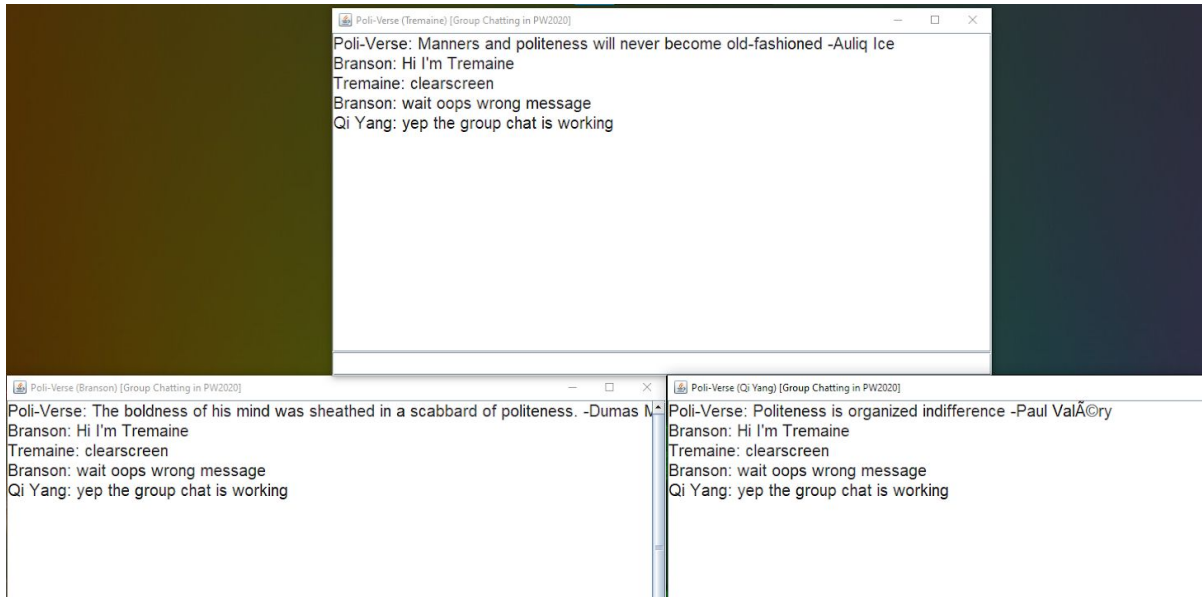 Poli-Verse (Tremaine) [Group Chatting in PW2020]
Poli-Verse: Manners and politeness will never become old-fashioned -Auliq Ice
Branson: Hi I'm Tremaine
Tremaine: clearscreen
Branson: wait oops wrong message
Qi Yang: yep the group chat is working
Poli-Verse (Branson) [Group Chatting in PW2020]
Poli-Verse: The boldness of his mind was sheathed in a scabbard of politeness. -Dumas M
Branson: Hi I'm Tremaine
Tremaine: clearscreen
Branson: wait oops wrong message
Qi Yang: yep the group chat is working
Poli-Verse (Qi Yang) [Group Chatting in PW2020]
Poli-Verse: Politeness is organized indifference -Paul ValÃ©ry
Branson: Hi I'm Tremaine
Tremaine: clearscreen
Branson: wait oops wrong message
Qi Yang: yep the group chat is working